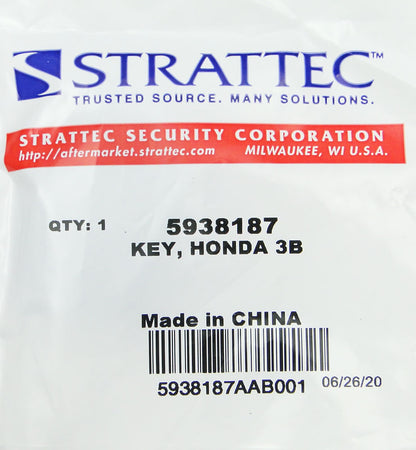 STRATTEC™
TRUSTED SOURCE. MANY SOLUTIONS.
STRATTEC SECURITY CORPORATION
http://aftermarket.strattec.com MILWAUKEE, WI U.S.A.
QTY: 1 5938187
KEY, HONDA 3B
Made in CHINA
5938187AAB001 06/26/20